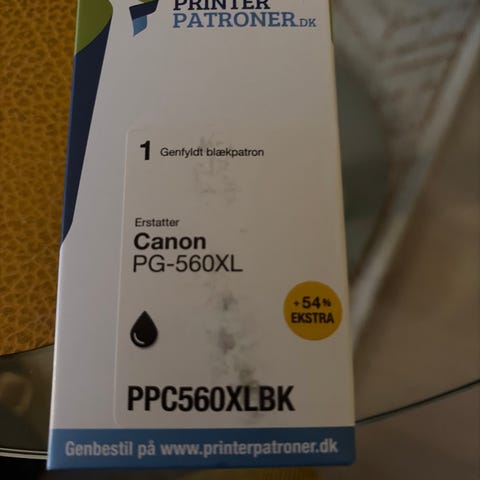 PRINTER
PATRONER.DK
1 Genfyldt blækpatron
Erstatter
Canon
PG-560XL
+54%
EKSTRA
PPC560XLBK
Genbestil på www.printerpatroner.dk